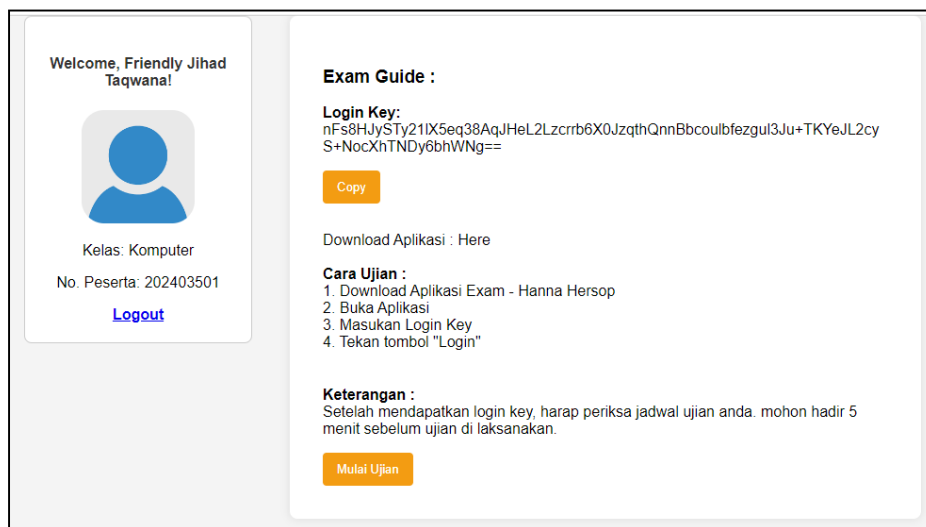 Welcome, Friendly Jihad
Taqwana!
Kelas: Komputer
No. Peserta: 202403501
Logout
Exam Guide :
Login Key:
nFs8HJySTy21IX5eq38AqJHeL2Lzcrrb6X0JzqthQnnBbcoulbfezgul3Ju+TKYeJL2cy
S+NocXhTNDy6bhWNg==
Copy
Download Aplikasi : Here
Cara Ujian :
1. Download Aplikasi Exam - Hanna Hersop
2. Buka Aplikasi
3. Masukan Login Key
4. Tekan tombol "Login"
Keterangan :
Setelah mendapatkan login key, harap periksa jadwal ujian anda. mohon hadir 5
menit sebelum ujian di laksanakan.
Mulai Ujian